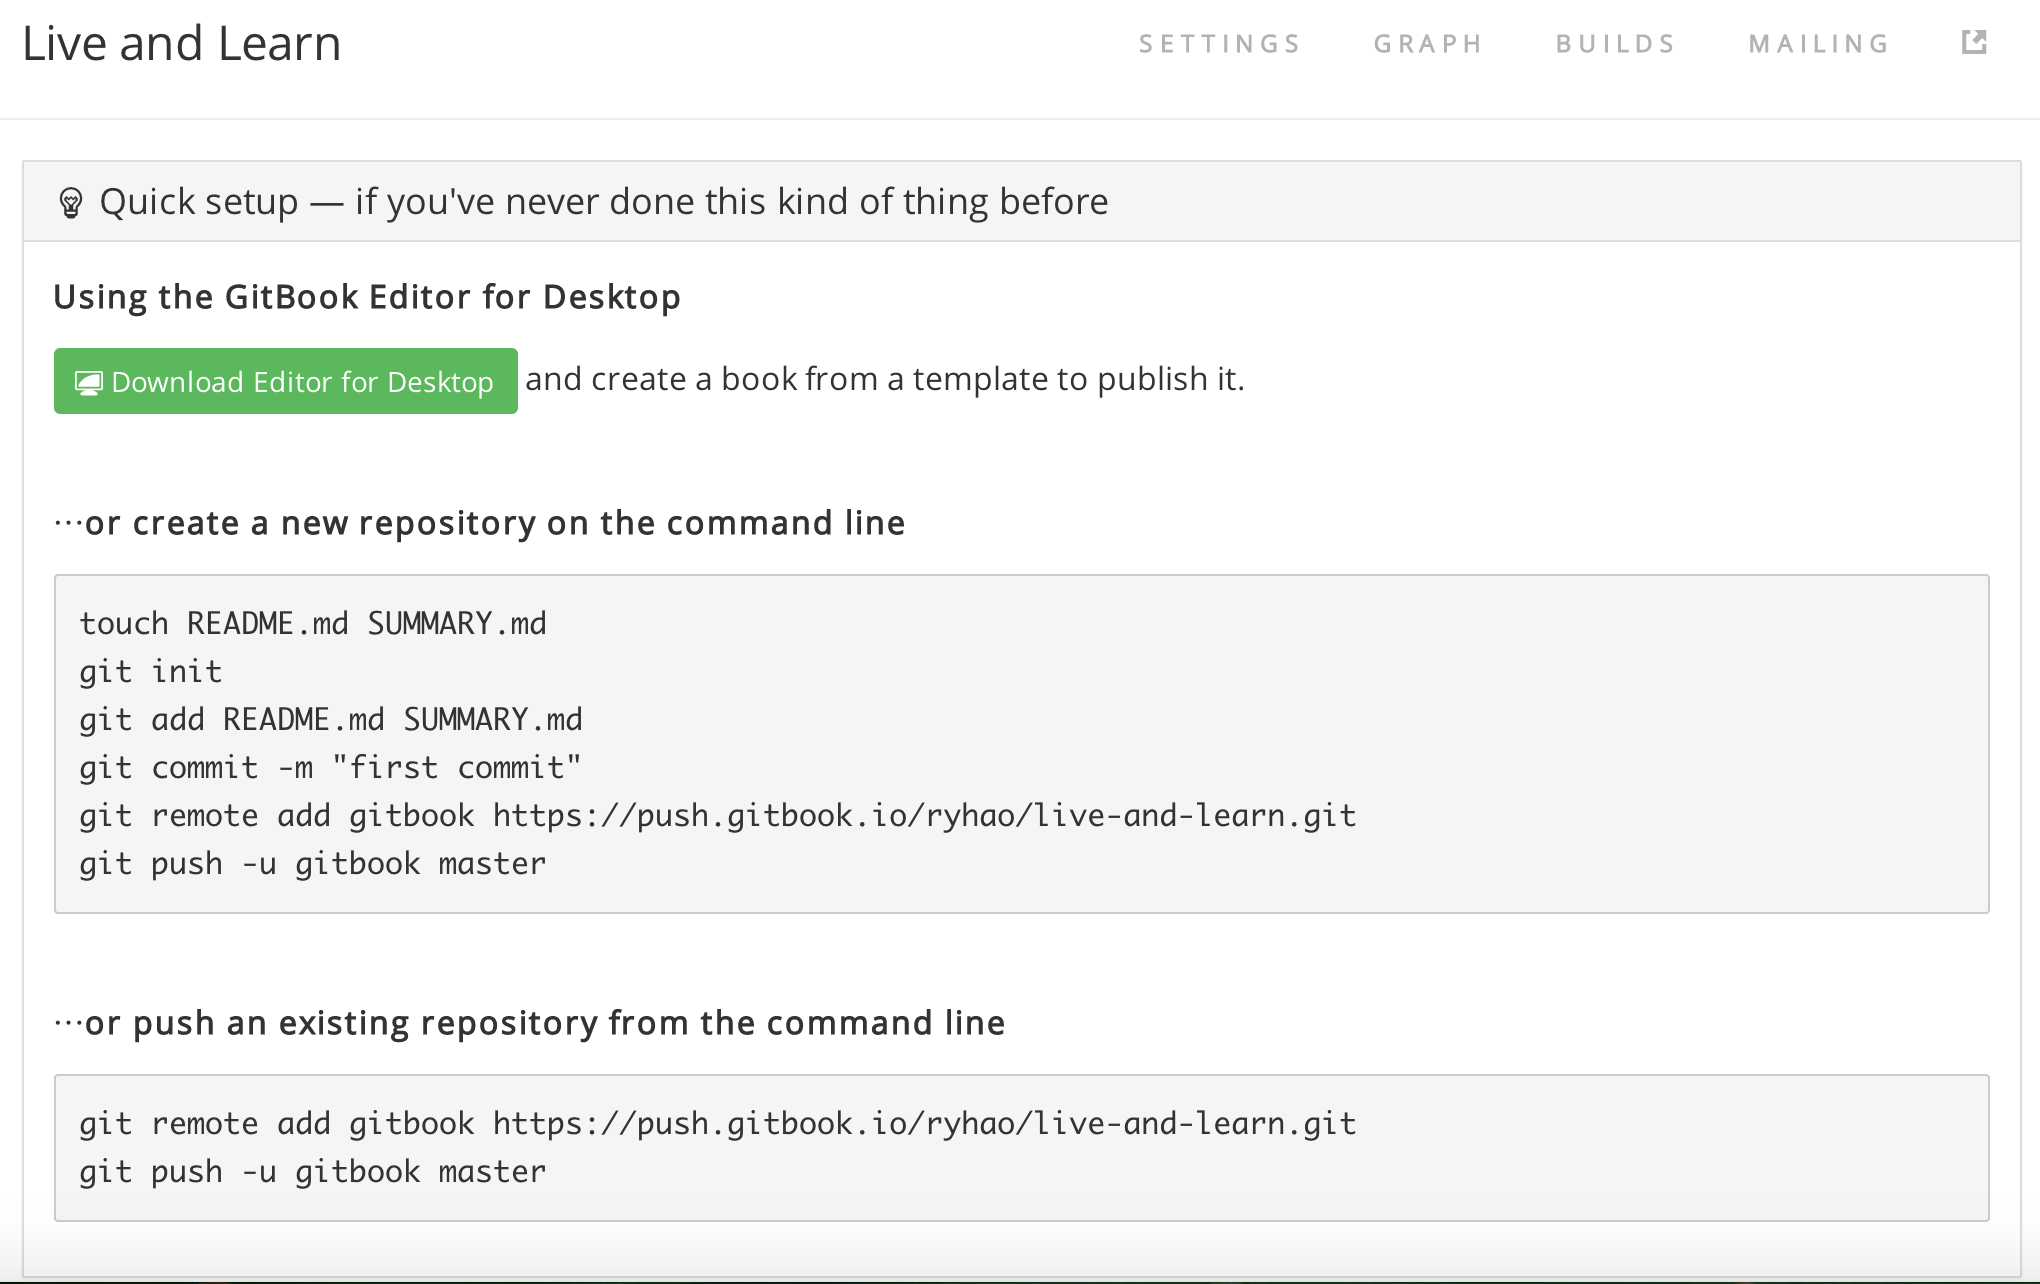 Live and Learn
SETTINGS GRAPH BUILDS MAILING
Quick setup — if you've never done this kind of thing before
Using the GitBook Editor for Desktop
Download Editor for Desktop and create a book from a template to publish it.
…or create a new repository on the command line
touch README.md SUMMARY.md
git init
git add README.md SUMMARY.md
git commit -m "first commit"
git remote add gitbook https://push.gitbook.io/ryhao/live-and-learn.git
git push -u gitbook master
…or push an existing repository from the command line
git remote add gitbook https://push.gitbook.io/ryhao/live-and-learn.git
git push -u gitbook master